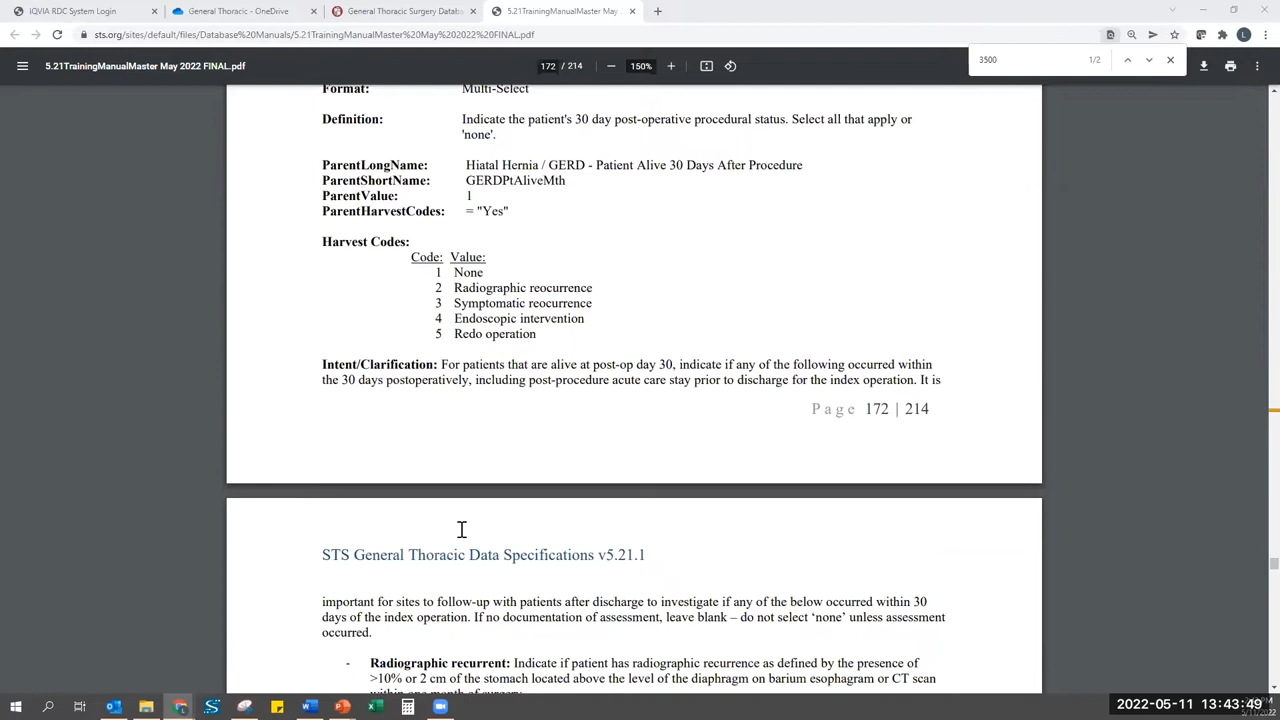 IQVIA RDC System Login
General Thoracic - OneDrive
General Thoracic Surgery Databa
5.21TrainingManualMaster May
sts.org/sites/default/files/Database%20Manuals/5.21TrainingManualMaster%20May%202022%20FINAL.pdf
5.21TrainingManualMaster May 2022 FINAL.pdf
172 / 214
150%
3500
1/2
Format: Multi-Select
Definition: Indicate the patient's 30 day post-operative procedural status. Select all that apply or
'none'.
ParentLongName: Hiatal Hernia / GERD - Patient Alive 30 Days After Procedure
ParentShortName: GERDPtAliveMth
ParentValue: 1
ParentHarvestCodes: = "Yes"
Harvest Codes:
Code: Value:
1 None
2 Radiographic reocurrence
3 Symptomatic reocurrence
4 Endoscopic intervention
5 Redo operation
Intent/Clarification: For patients that are alive at post-op day 30, indicate if any of the following occurred within
the 30 days postoperatively, including post-procedure acute care stay prior to discharge for the index operation. It is
Page 172 | 214
STS General Thoracic Data Specifications v5.21.1
important for sites to follow-up with patients after discharge to investigate if any of the below occurred within 30
days of the index operation. If no documentation of assessment, leave blank – do not select ‘none’ unless assessment
occurred.
- Radiographic recurrent: Indicate if patient has radiographic recurrence as defined by the presence of
>10% or 2 cm of the stomach located above the level of the diaphragm on barium esophagram or CT scan
within one month of surgery
2022-05-11 13:43:49